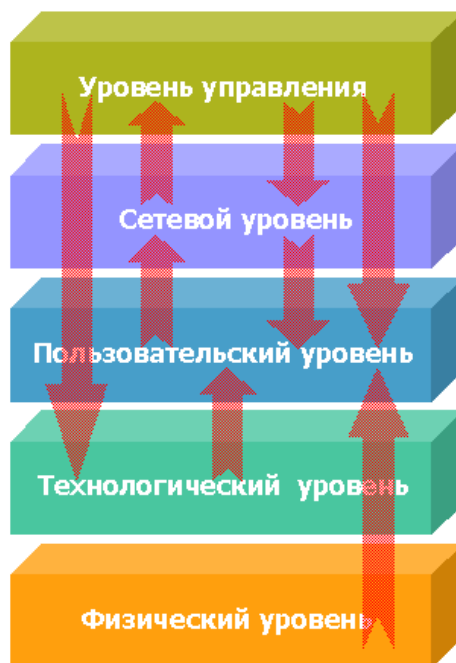 Уровень управления
Сетевой уровень
Пользовательский уровень
Технологический уровень
Физический уровень